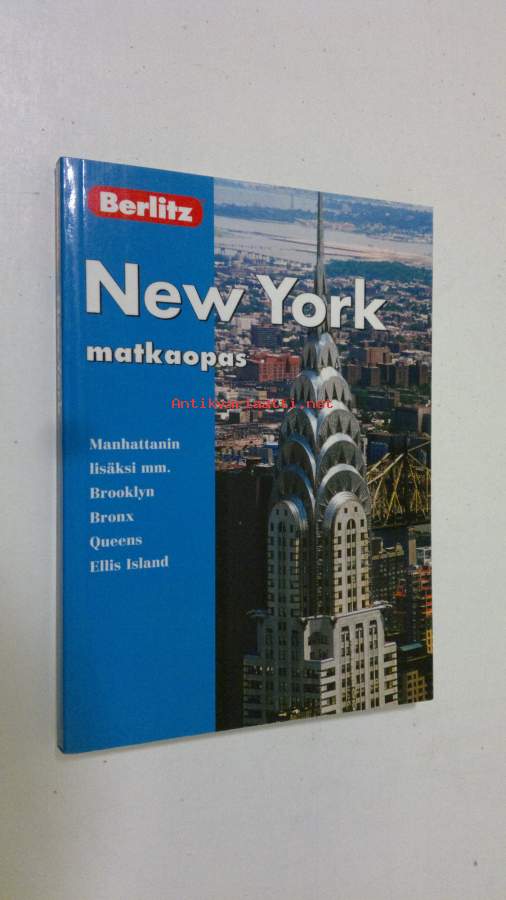 Berlitz
New York
matkaopas
Antikvariaatti.net
Manhattanin
lisäksi mm.
Brooklyn
Bronx
Queens
Ellis Island